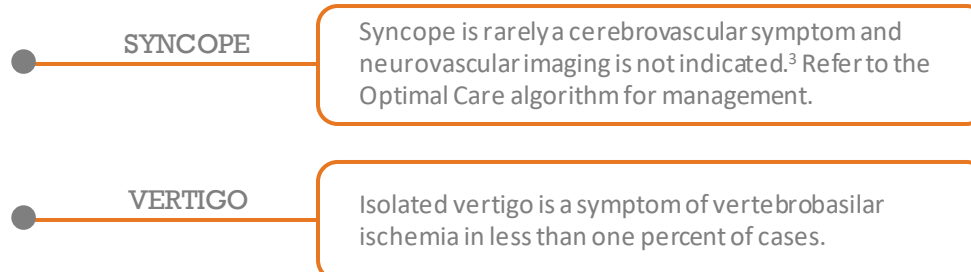 SYNCOPE
Syncope is rarely a cerebrovascular symptom and
neurovascular imaging is not indicated.³ Refer to the
Optimal Care algorithm for management.
VERTIGO
Isolated vertigo is a symptom of vertebrobasilar
ischemia in less than one percent of cases.